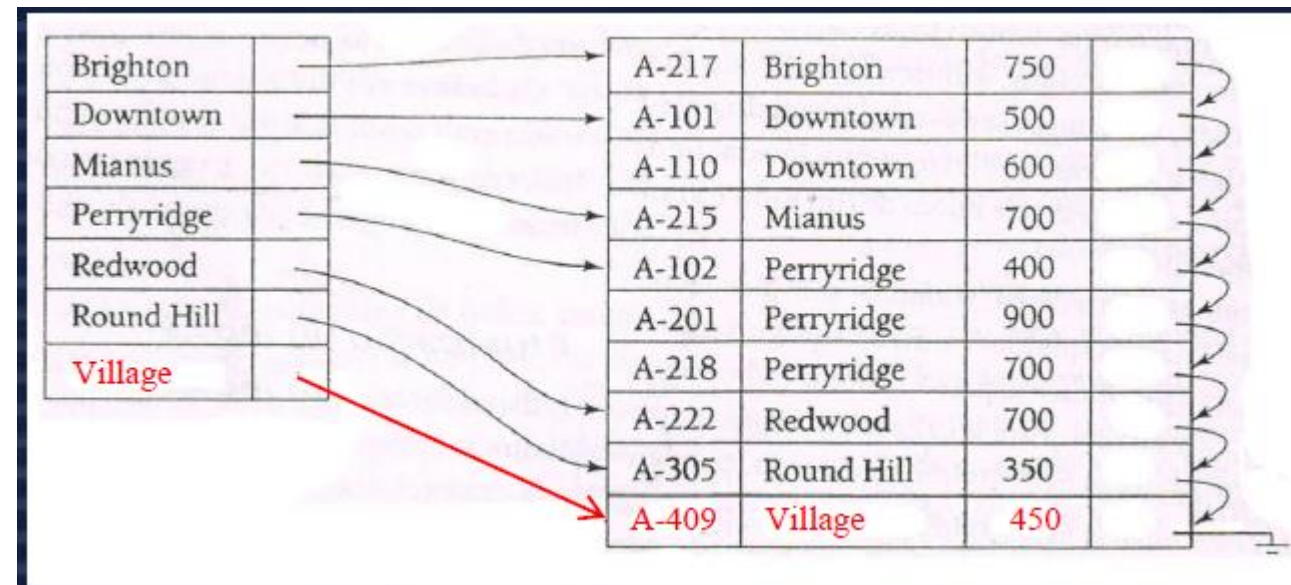 Brighton
Downtown
Mianus
Perryridge
Redwood
Round Hill
Village
A-217 Brighton 750
A-101 Downtown 500
A-110 Downtown 600
A-215 Mianus 700
A-102 Perryridge 400
A-201 Perryridge 900
A-218 Perryridge 700
A-222 Redwood 700
A-305 Round Hill 350
A-409 Village 450